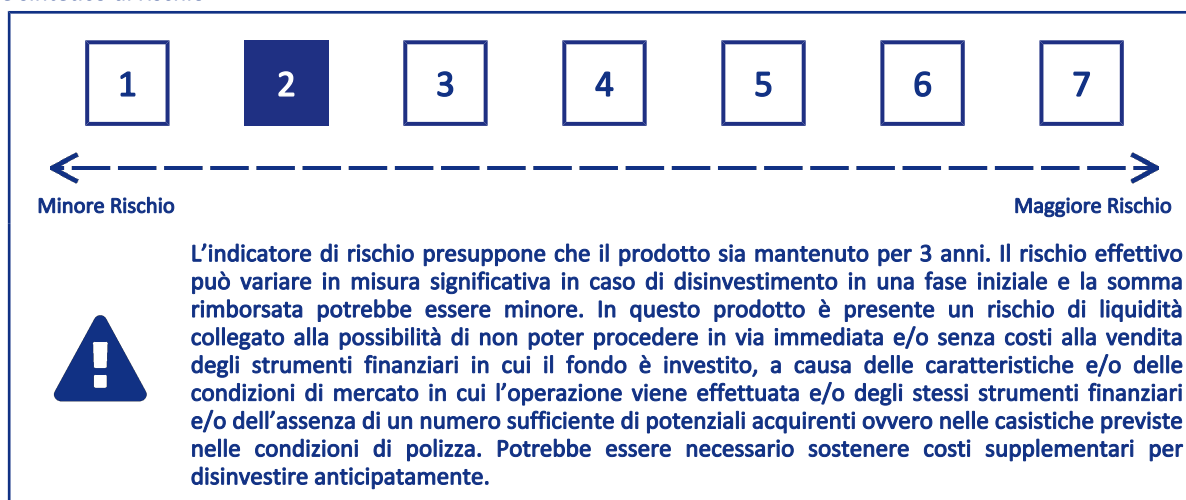 1 2 3 4 5 6 7
Minore Rischio Maggiore Rischio
L’indicatore di rischio presuppone che il prodotto sia mantenuto per 3 anni. Il rischio effettivo
può variare in misura significativa in caso di disinvestimento in una fase iniziale e la somma
rimborsata potrebbe essere minore. In questo prodotto è presente un rischio di liquidità
collegato alla possibilità di non poter procedere in via immediata e/o senza costi alla vendita
degli strumenti finanziari in cui il fondo è investito, a causa delle caratteristiche e/o delle
condizioni di mercato in cui l’operazione viene effettuata e/o degli stessi strumenti finanziari
e/o dell’assenza di un numero sufficiente di potenziali acquirenti ovvero nelle casistiche previste
nelle condizioni di polizza. Potrebbe essere necessario sostenere costi supplementari per
disinvestire anticipatamente.